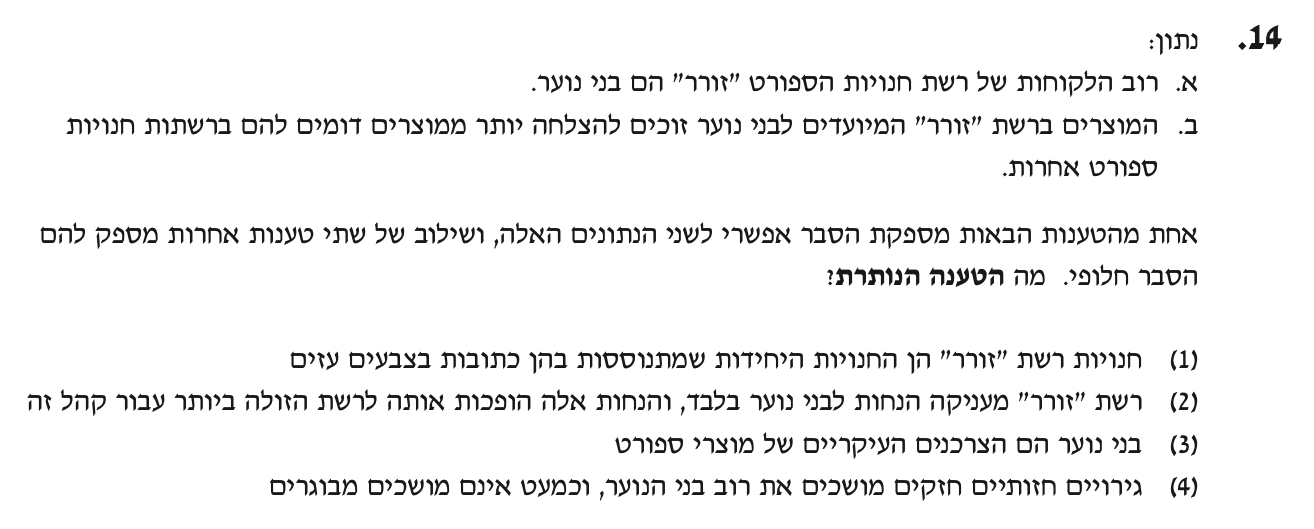 14. נתון:
א. רוב הלקוחות של רשת חנויות הספורט "זורר" הם בני נוער.
ב. המוצרים ברשת "זורר" המיועדים לבני נוער זוכים להצלחה יותר ממוצרים דומים להם ברשתות חנויות
ספורט אחרות.
אחת מהטענות הבאות מספקת הסבר אפשרי לשני הנתונים האלה, ושילוב של שתי טענות אחרות מספק להם
הסבר חלופי. מה הטענה הנותרת?
(1) חנויות רשת "זורר" הן החנויות היחידות שמתנוססות בהן כתובות בצבעים עזים
(2) רשת "זורר" מעניקה הנחות לבני נוער בלבד, והנחות אלה הופכות אותה לרשת הזולה ביותר עבור קהל זה
(3) בני נוער הם הצרכנים העיקריים של מוצרי ספורט
(4) גירויים חזותיים חזקים מושכים את רוב בני הנוער, וכמעט אינם מושכים מבוגרים